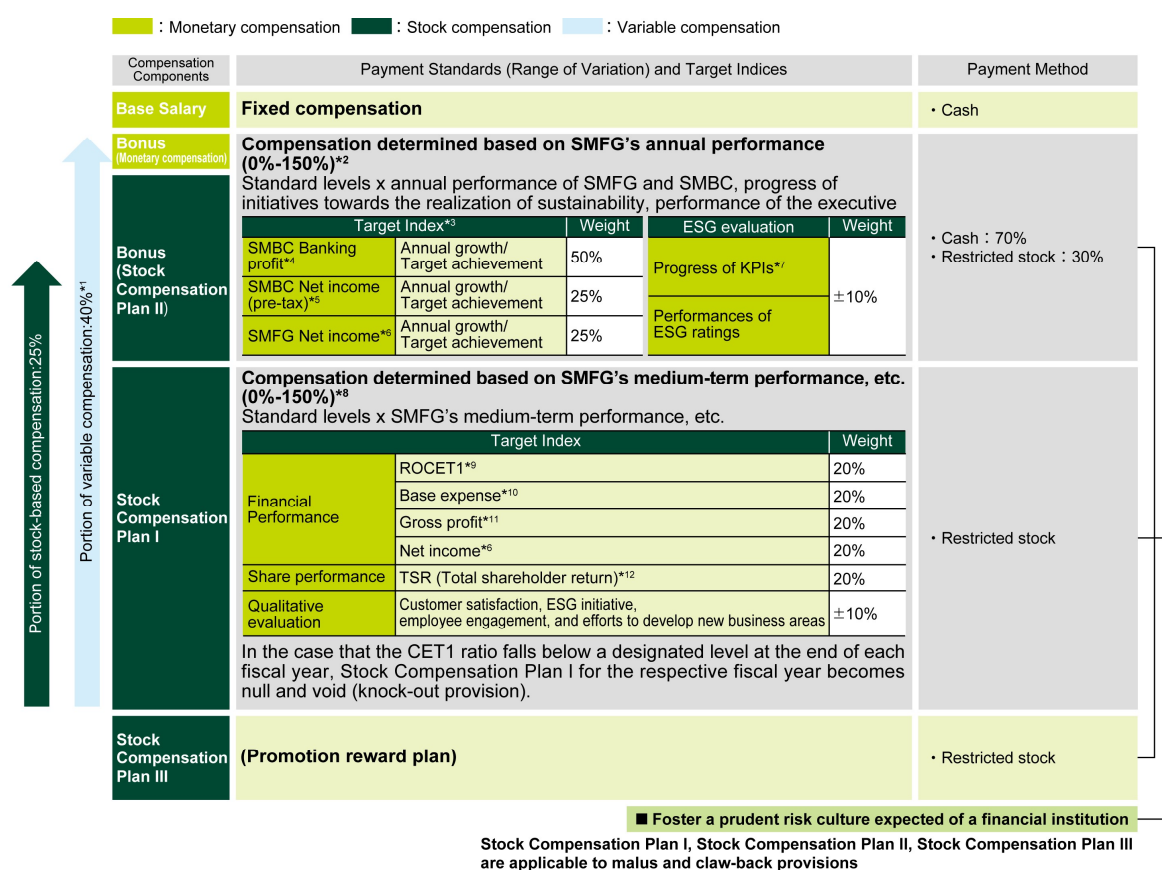 ：Monetary compensation ：Stock compensation ：Variable compensation
Compensation
Components
Payment Standards (Range of Variation) and Target Indices
Payment Method
Base Salary
Fixed compensation
・Cash
Bonus
(Monetary compensation)
Compensation determined based on SMFG's annual performance
(0%-150%)*2
Standard levels x annual performance of SMFG and SMBC, progress of
initiatives towards the realization of sustainability, performance of the executive
Bonus
(Stock
Compensation
Plan II)
Target Index*3 Weight
SMBC Banking
profit*4
Annual growth/
Target achievement
50%
SMBC Net income
(pre-tax)*5
Annual growth/
Target achievement
25%
SMFG Net income*6
Annual growth/
Target achievement
25%
ESG evaluation Weight
Progress of KPIs*7
Performances of
ESG ratings
±10%
・Cash：70%
・Restricted stock：30%
Portion of stock-based compensation:25%
Portion of variable compensation:40%*1
Stock
Compensation
Plan I
Compensation determined based on SMFG's medium-term performance, etc.
(0%-150%)*8
Standard levels x SMFG's medium-term performance, etc.
Target Index Weight
Financial
Performance
ROCET1*9 20%
Base expense*10 20%
Gross profit*11 20%
Net income*6 20%
Share performance TSR (Total shareholder return)*12 20%
Qualitative
evaluation
Customer satisfaction, ESG initiative,
employee engagement, and efforts to develop new business areas
±10%
In the case that the CET1 ratio falls below a designated level at the end of each
fiscal year, Stock Compensation Plan I for the respective fiscal year becomes
null and void (knock-out provision).
・Restricted stock
Stock
Compensation
Plan III
(Promotion reward plan)
・Restricted stock
■ Foster a prudent risk culture expected of a financial institution
Stock Compensation Plan I, Stock Compensation Plan II, Stock Compensation Plan III
are applicable to malus and claw-back provisions